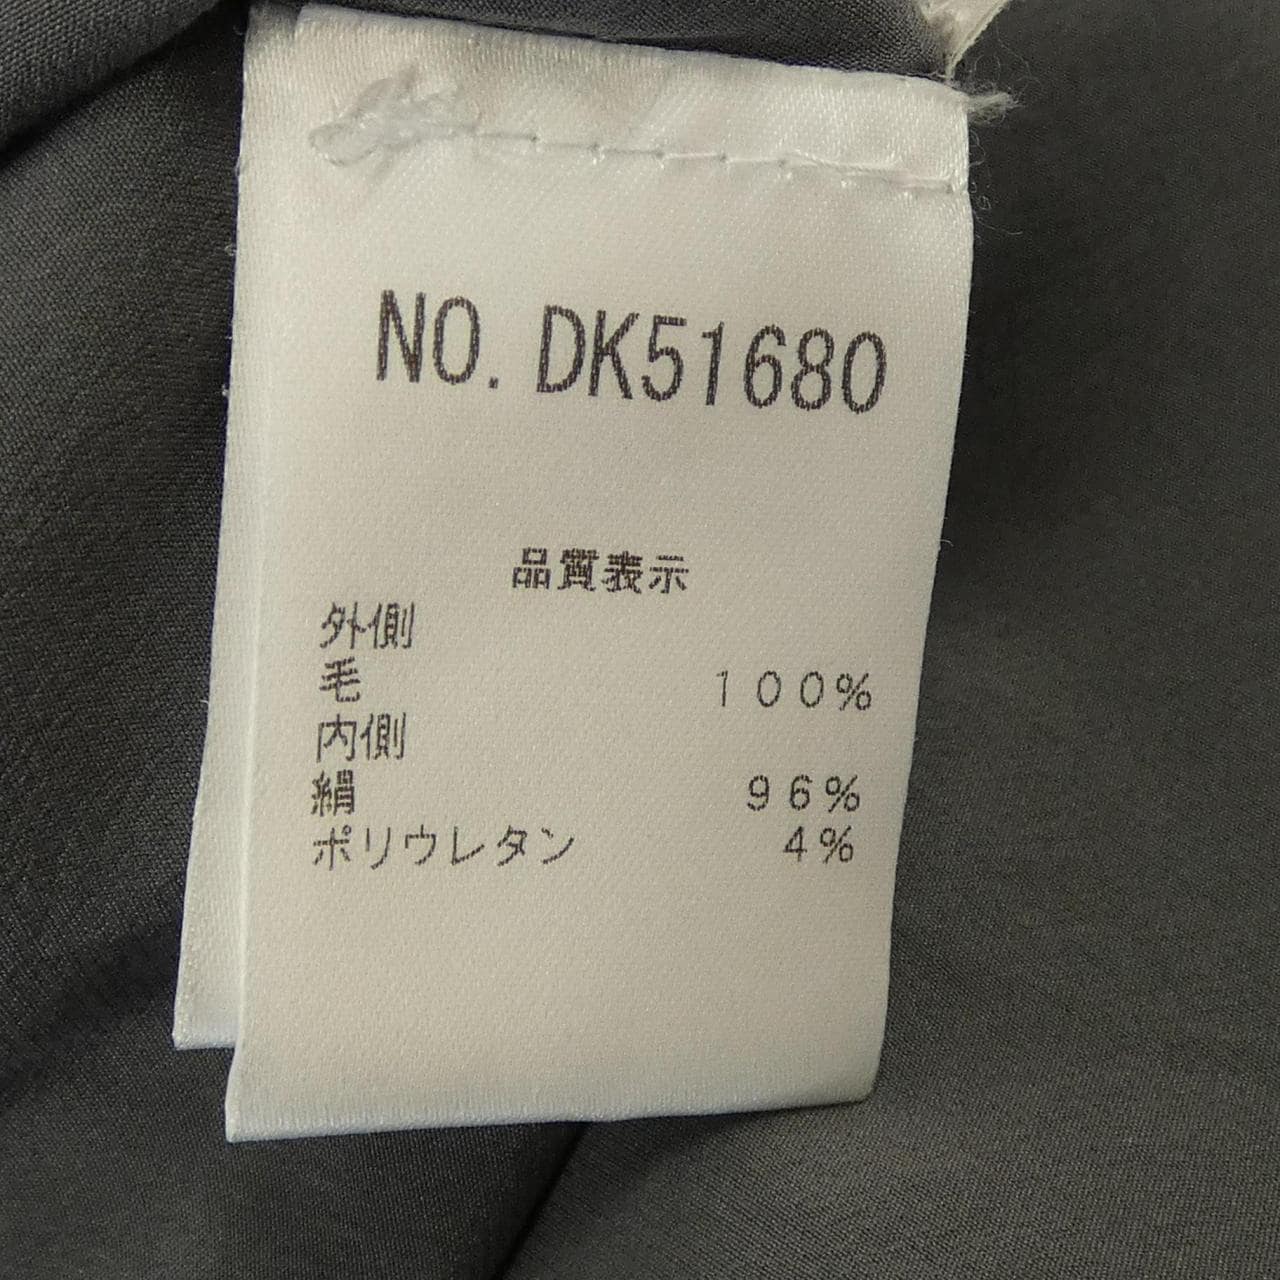 NO. DK51680
品質表示
外側
毛 100%
内側
絹 96%
ポリウレタン 4%